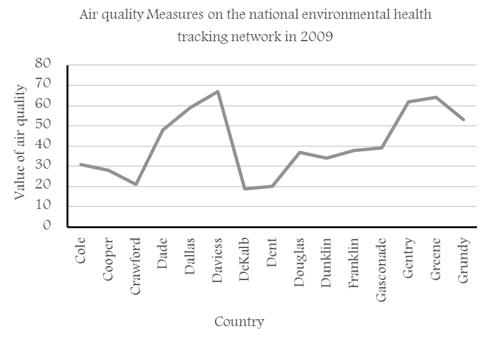 Air quality Measures on the national environmental health
tracking network in 2009
Value of air quality
80
70
60
50
40
30
20
10
0
Cole
Cooper
Crawford
Dade
Dallas
Daviess
DeKalb
Dent
Douglas
Dunklin
Franklin
Gasconade
Gentry
Greene
Grundy
Country